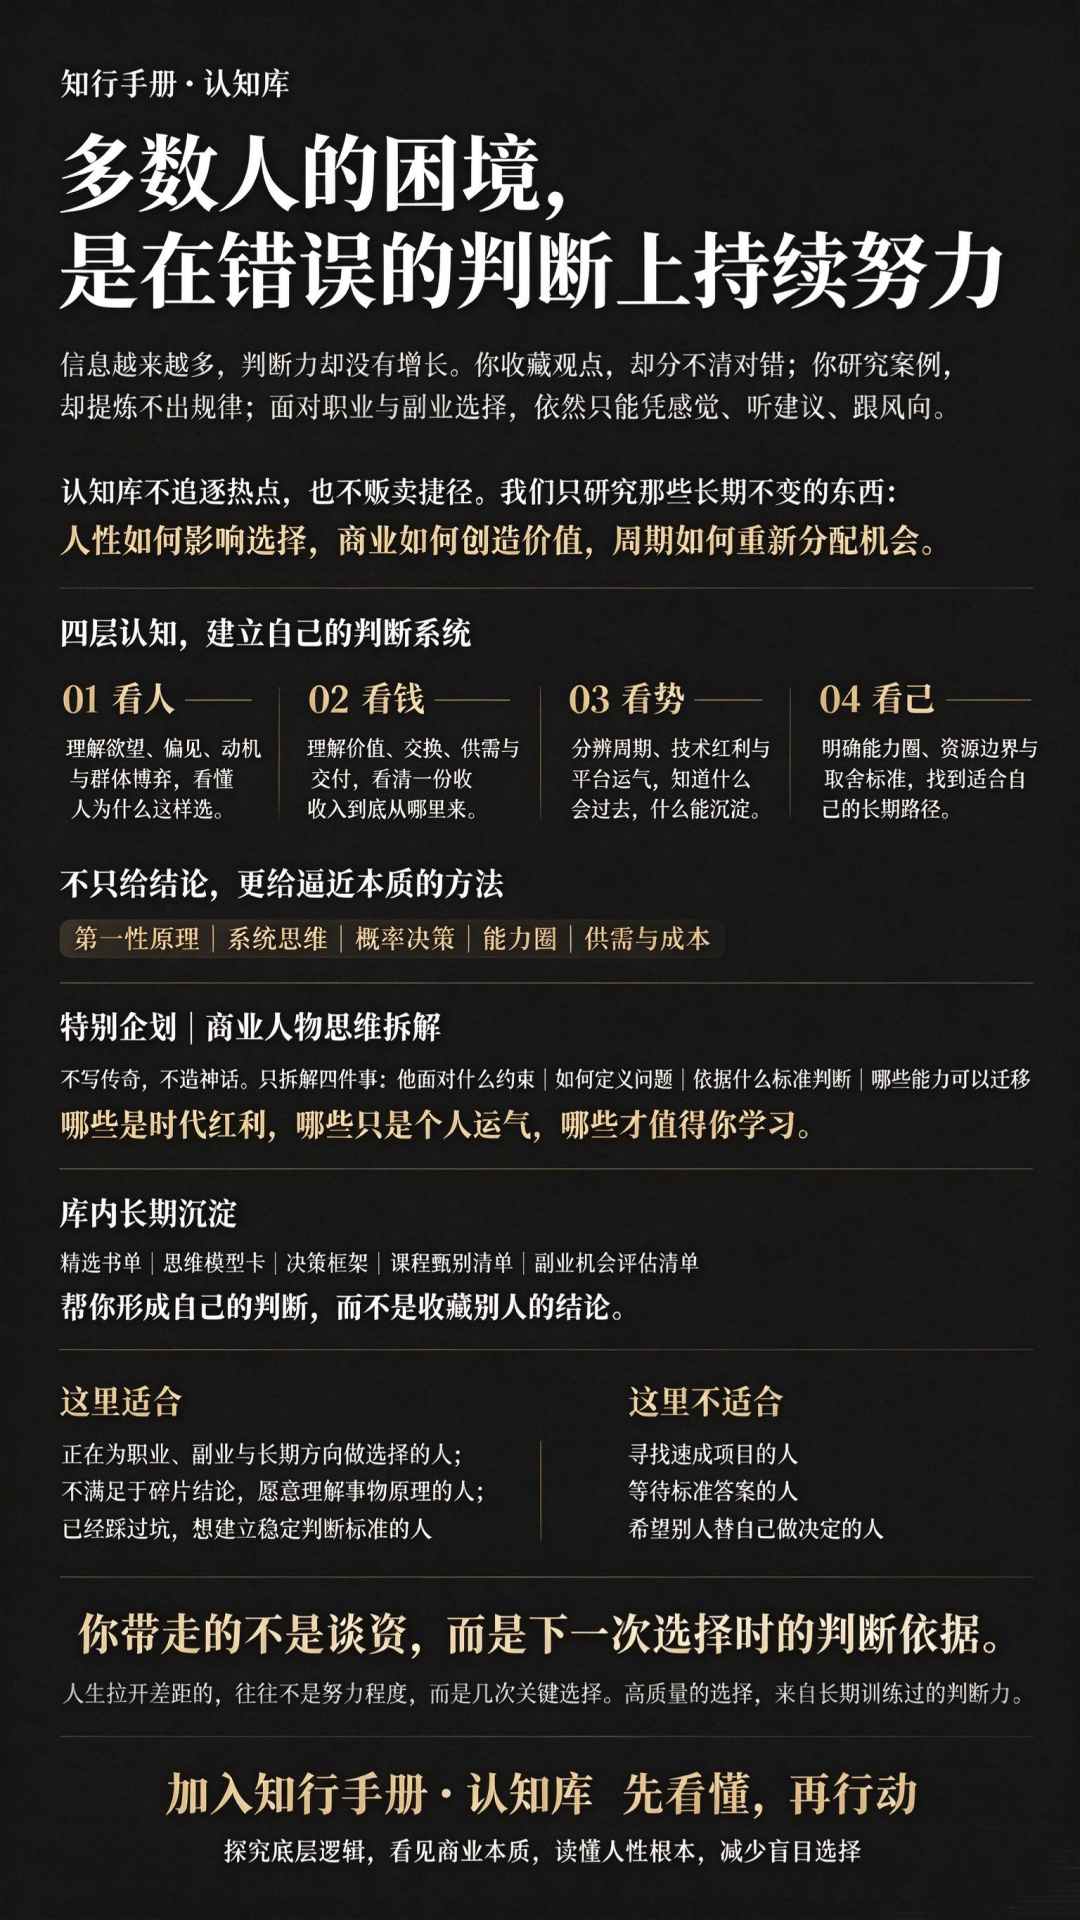 知行手册·认知库
多数人的困境，
是在错误的判断上持续努力
信息越来越多，判断力却没有增长。你收藏观点，却分不清对错；你研究案例，
却提炼不出规律；面对职业与副业选择，依然只能凭感觉、听建议、跟风向。
认知库不追逐热点，也不贩卖捷径。我们只研究那些长期不变的东西：
人性如何影响选择，商业如何创造价值，周期如何重新分配机会。
四层认知，建立自己的判断系统
01 看人
理解欲望、偏见、动机
与群体博弈，看懂
人为什么这样选。
02 看钱
理解价值、交换、供需与
交付，看清一份收
收入到底从哪里来。
03 看势
分辨周期、技术红利与
平台运气，知道什么
会过去，什么能沉淀。
04 看己
明确能力圈、资源边界与
取舍标准，找到适合自
己的长期路径。
不只给结论，更给逼近本质的方法
第一性原理｜系统思维｜概率决策｜能力圈｜供需与成本
特别企划｜商业人物思维拆解
不写传奇，不造神话。只拆解四件事：他面对什么约束｜如何定义问题｜依据什么标准判断｜哪些能力可以迁移
哪些是时代红利，哪些只是个人运气，哪些才值得你学习。
库内长期沉淀
精选书单｜思维模型卡｜决策框架｜课程甄别清单｜副业机会评估清单
帮你形成自己的判断，而不是收藏别人的结论。
这里适合
正在为职业、副业与长期方向做选择的人；
不满足于碎片结论，愿意理解事物原理的人；
已经踩过坑，想建立稳定判断标准的人
这里不适合
寻找速成项目的人
等待标准答案的人
希望别人替自己做决定的人
你带走的不是谈资，而是下一次选择时的判断依据。
人生拉开差距的，往往不是努力程度，而是几次关键选择。高质量的选择，来自长期训练过的判断力。
加入知行手册·认知库 先看懂，再行动
探究底层逻辑，看见商业本质，读懂人性根本，减少盲目选择